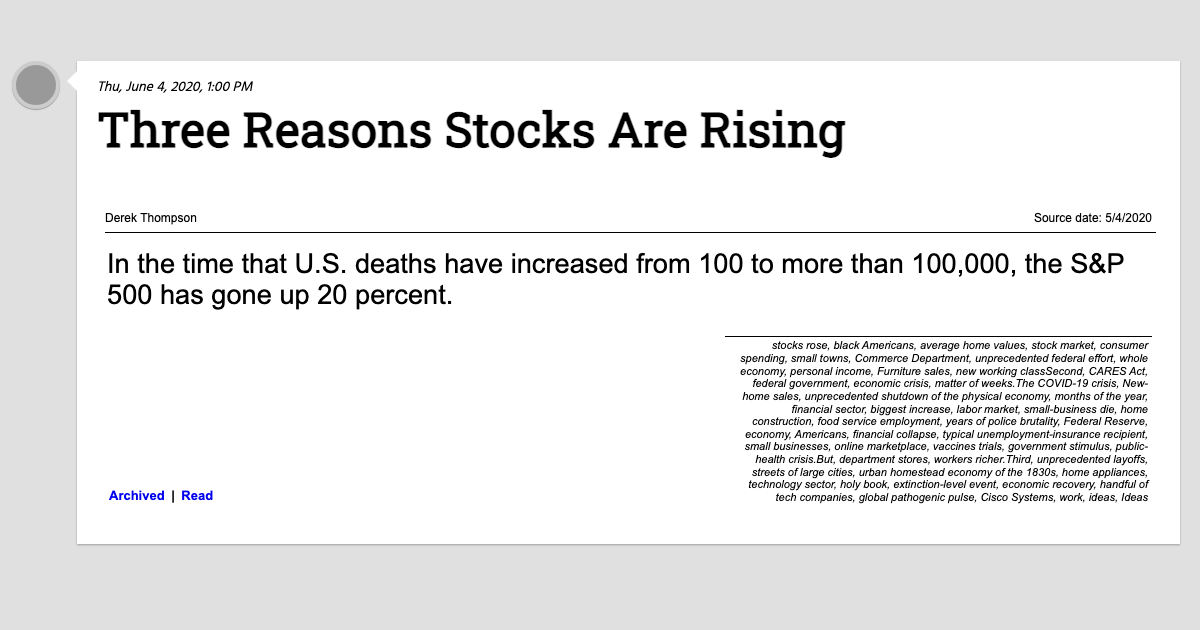 Thu, June 4, 2020, 1:00 PM
Three Reasons Stocks Are Rising
Derek Thompson
Source date: 5/4/2020
In the time that U.S. deaths have increased from 100 to more than 100,000, the S&P
500 has gone up 20 percent.
stocks rose, black Americans, average home values, stock market, consumer
spending, small towns, Commerce Department, unprecedented federal effort, whole
economy, personal income, Furniture sales, new working classSecond, CARES Act,
federal government, economic crisis, matter of weeks.The COVID-19 crisis, New-
home sales, unprecedented shutdown of the physical economy, months of the year,
financial sector, biggest increase, labor market, small-business die, home
construction, food service employment, years of police brutality, Federal Reserve,
economy, Americans, financial collapse, typical unemployment-insurance recipient,
small businesses, online marketplace, vaccines trials, government stimulus, public-
health crisis.But, department stores, workers richer.Third, unprecedented layoffs,
streets of large cities, urban homestead economy of the 1830s, home appliances,
technology sector, holy book, extinction-level event, economic recovery, handful of
tech companies, global pathogenic pulse, Cisco Systems, work, ideas, Ideas
Archived | Read